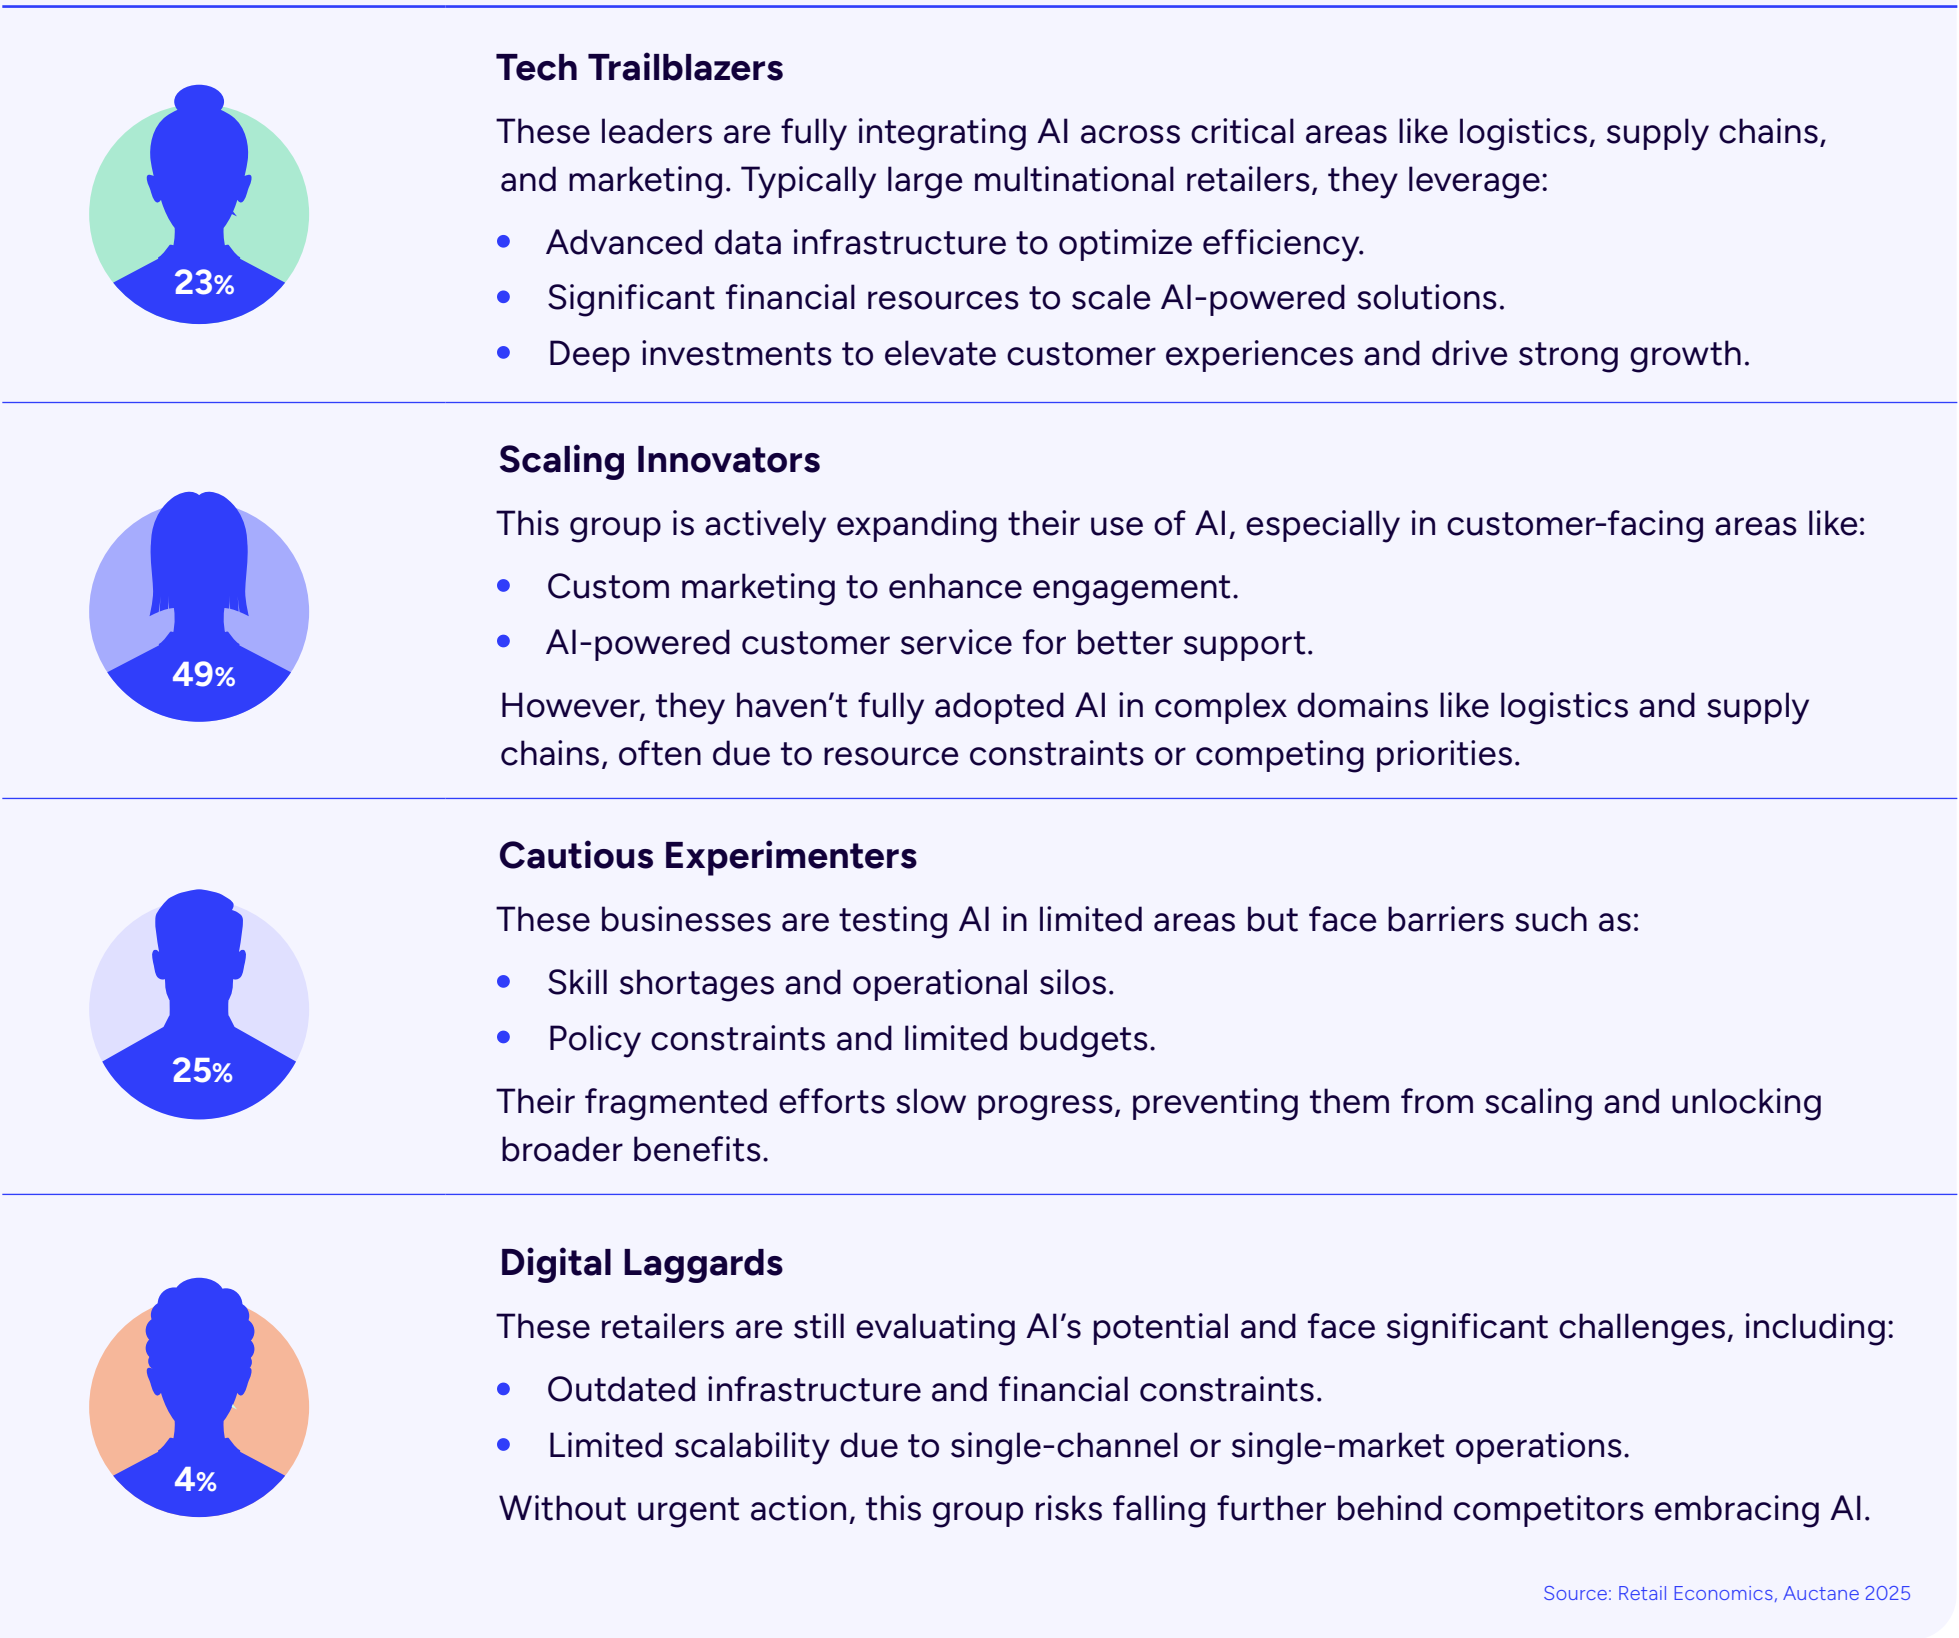 Tech Trailblazers
These leaders are fully integrating AI across critical areas like logistics, supply chains,
and marketing. Typically large multinational retailers, they leverage:
• Advanced data infrastructure to optimize efficiency.
• Significant financial resources to scale AI-powered solutions.
• Deep investments to elevate customer experiences and drive strong growth.
23%
Scaling Innovators
This group is actively expanding their use of AI, especially in customer-facing areas like:
• Custom marketing to enhance engagement.
• AI-powered customer service for better support.
49%
However, they haven’t fully adopted AI in complex domains like logistics and supply
chains, often due to resource constraints or competing priorities.
Cautious Experimenters
These businesses are testing AI in limited areas but face barriers such as:
• Skill shortages and operational silos.
• Policy constraints and limited budgets.
25%
Their fragmented efforts slow progress, preventing them from scaling and unlocking
broader benefits.
Digital Laggards
These retailers are still evaluating AI’s potential and face significant challenges, including:
• Outdated infrastructure and financial constraints.
• Limited scalability due to single-channel or single-market operations.
4%
Without urgent action, this group risks falling further behind competitors embracing AI.
Source: Retail Economics, Auctane 2025